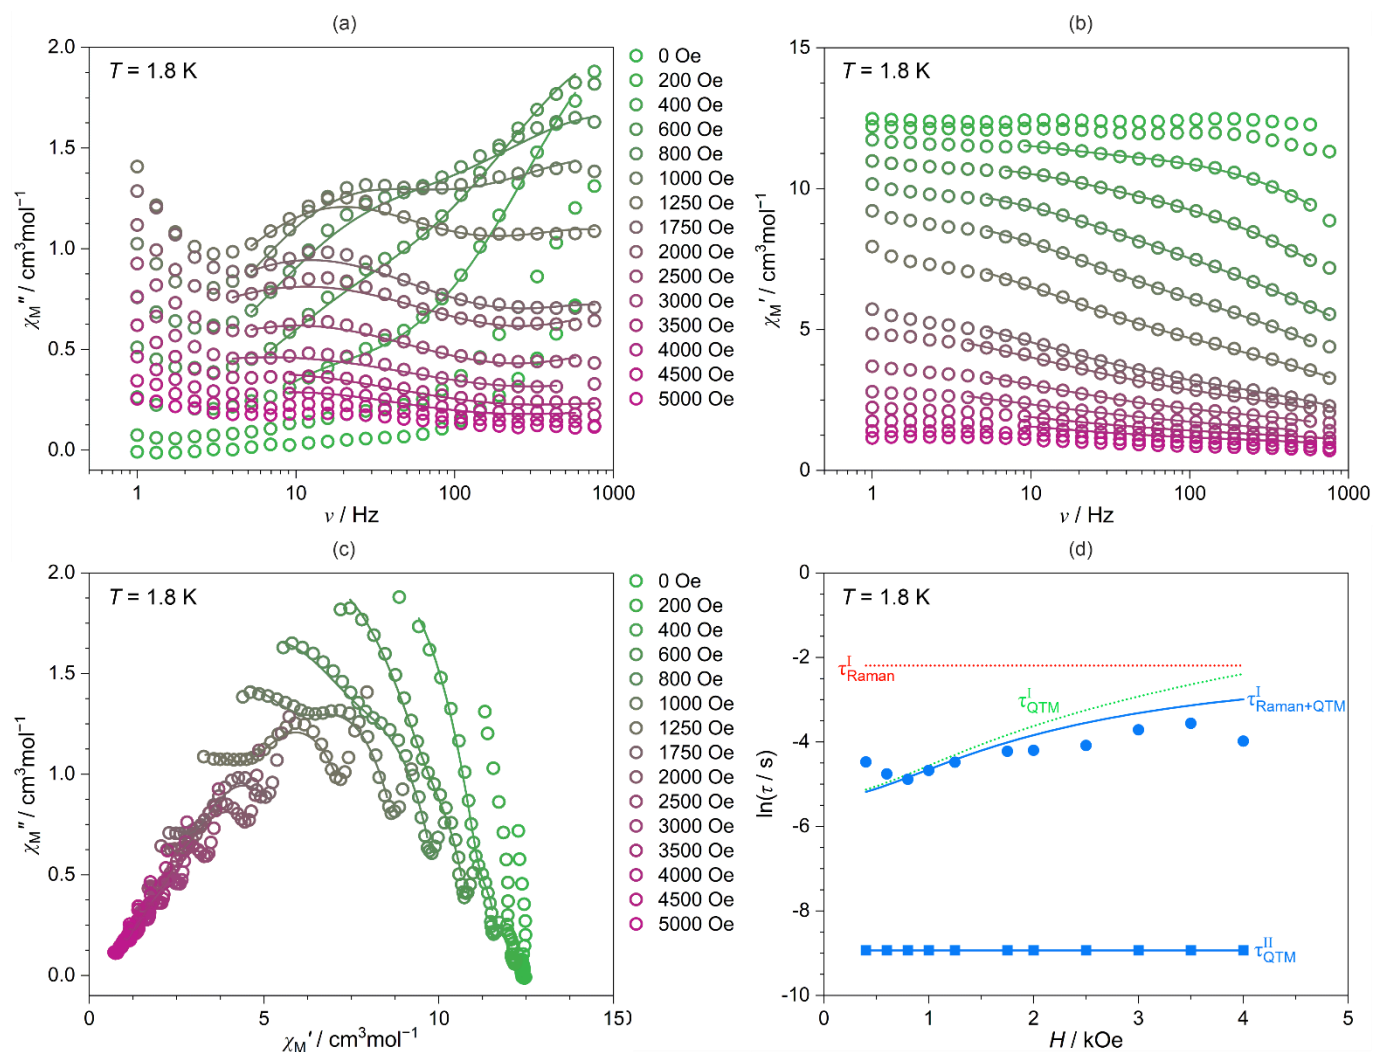 (a)
2.0
1.5
1.0
0.5
0.0
χM″ / cm³mol⁻¹
T = 1.8 K
1
10
100
1000
ν / Hz
0 Oe
200 Oe
400 Oe
600 Oe
800 Oe
1000 Oe
1250 Oe
1750 Oe
2000 Oe
2500 Oe
3000 Oe
3500 Oe
4000 Oe
4500 Oe
5000 Oe
(b)
15
10
5
0
χM′ / cm³mol⁻¹
T = 1.8 K
1
10
100
1000
ν / Hz
(c)
2.0
1.5
1.0
0.5
0.0
χM″ / cm³mol⁻¹
T = 1.8 K
0
5
10
15
χM′ / cm³mol⁻¹
0 Oe
200 Oe
400 Oe
600 Oe
800 Oe
1000 Oe
1250 Oe
1750 Oe
2000 Oe
2500 Oe
3000 Oe
3500 Oe
4000 Oe
4500 Oe
5000 Oe
(d)
0
-2
-4
-6
-8
-10
ln(τ / s)
T = 1.8 K
τ^I_Raman
τ^I_QTM
τ^I_Raman+QTM
τ^II_QTM
0
1
2
3
4
5
H / kOe